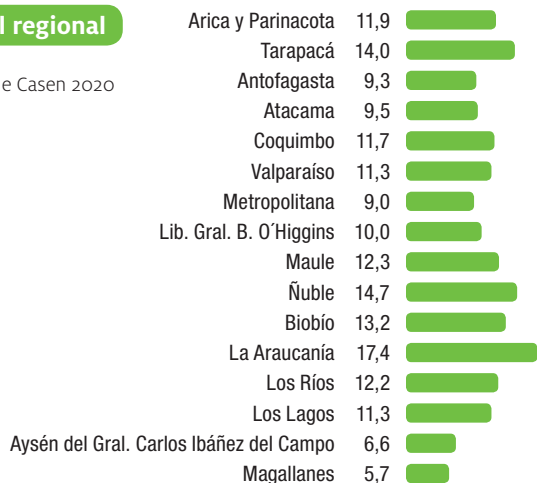 l regional
e Casen 2020
Arica y Parinacota 11,9
Tarapacá 14,0
Antofagasta 9,3
Atacama 9,5
Coquimbo 11,7
Valparaíso 11,3
Metropolitana 9,0
Lib. Gral. B. O´Higgins 10,0
Maule 12,3
Ñuble 14,7
Biobío 13,2
La Araucanía 17,4
Los Ríos 12,2
Los Lagos 11,3
Aysén del Gral. Carlos Ibáñez del Campo 6,6
Magallanes 5,7